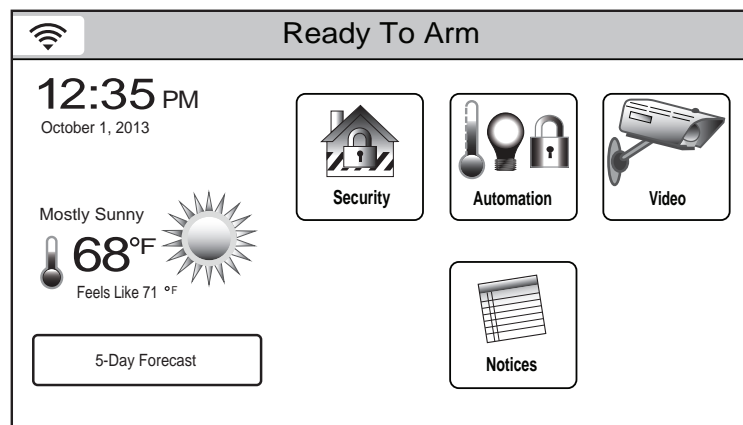 Ready To Arm
12:35 PM
October 1, 2013
Mostly Sunny
68°F
Feels Like 71 °F
5-Day Forecast
Security
Automation
Video
Notices